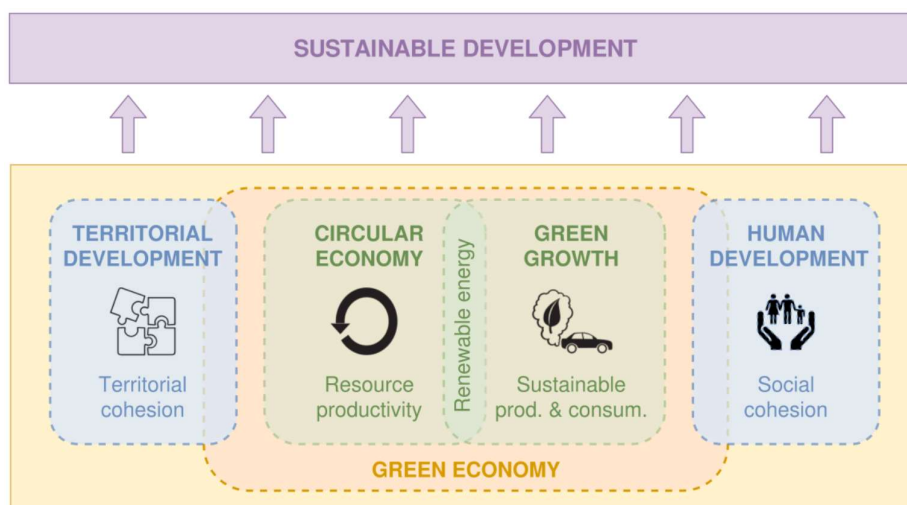 SUSTAINABLE DEVELOPMENT
TERRITORIAL
DEVELOPMENT
Territorial
cohesion
CIRCULAR
ECONOMY
Resource
productivity
Renewable energy
GREEN
GROWTH
Sustainable
prod. & consum.
HUMAN
DEVELOPMENT
Social
cohesion
GREEN ECONOMY